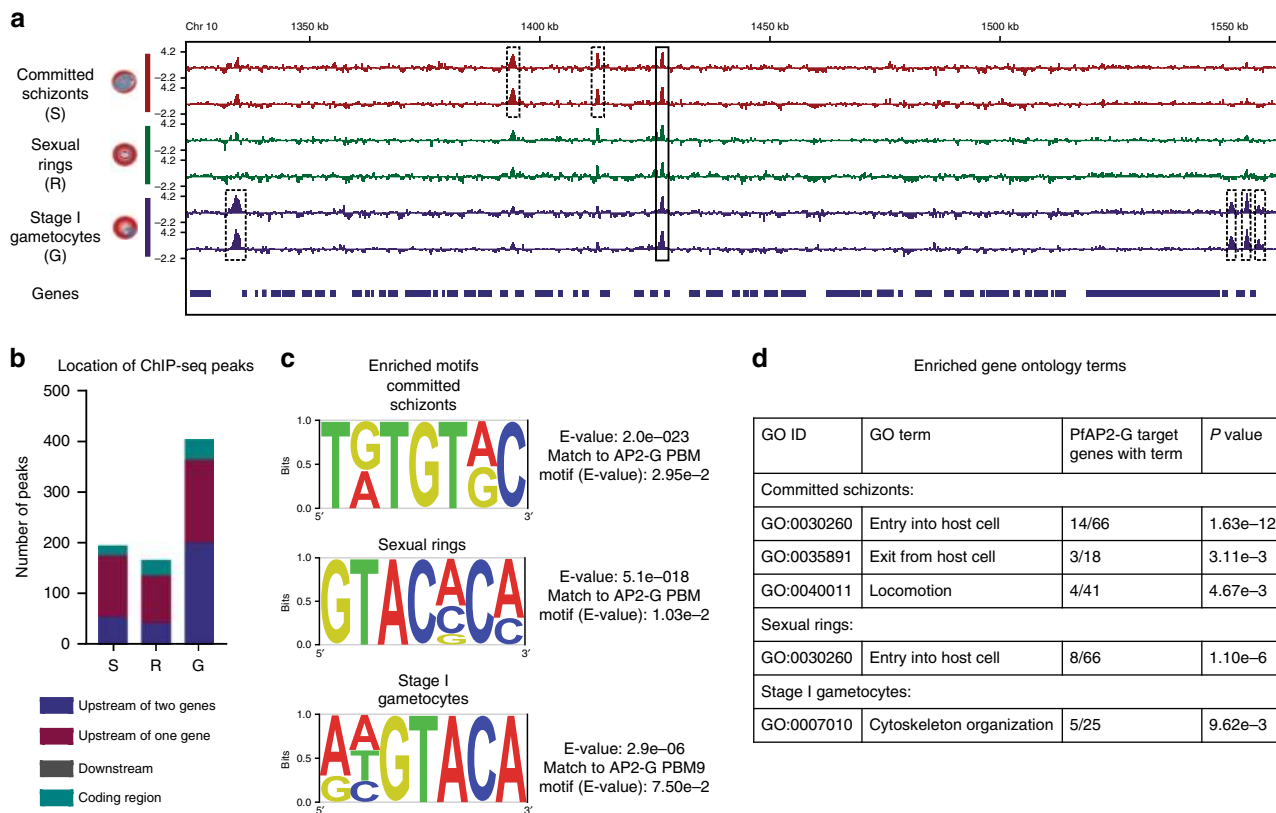 a
Chr 10
1350 kb
1400 kb
1450 kb
1500 kb
1550 kb
Committed
schizonts
(S)
4.2
−2.2
4.2
−2.2
Sexual
rings
(R)
4.2
−2.2
4.2
−2.2
Stage I
gametocytes
(G)
4.2
−2.2
4.2
−2.2
Genes
b
Location of ChIP-seq peaks
Number of peaks
500
400
300
200
100
0
S R G
Upstream of two genes
Upstream of one gene
Downstream
Coding region
c
Enriched motifs
committed
schizonts
Bits
1.0
0.5
0.0
5′ 3′
TGTGTAC
A G
E-value: 2.0e–023
Match to AP2-G PBM
motif (E-value): 2.95e–2
Sexual rings
Bits
1.0
0.5
0.0
5′ 3′
GTACACA
C C
G
E-value: 5.1e–018
Match to AP2-G PBM
motif (E-value): 1.03e–2
Stage I
gametocytes
Bits
1.0
0.5
0.0
5′ 3′
AAGTACA
G T
C
E-value: 2.9e–06
Match to AP2-G PBM9
motif (E-value): 7.50e–2
d
Enriched gene ontology terms
GO ID GO term PfAP2-G target genes with term P value
Committed schizonts:
GO:0030260 Entry into host cell 14/66 1.63e–12
GO:0035891 Exit from host cell 3/18 3.11e–3
GO:0040011 Locomotion 4/41 4.67e–3
Sexual rings:
GO:0030260 Entry into host cell 8/66 1.10e–6
Stage I gametocytes:
GO:0007010 Cytoskeleton organization 5/25 9.62e–3